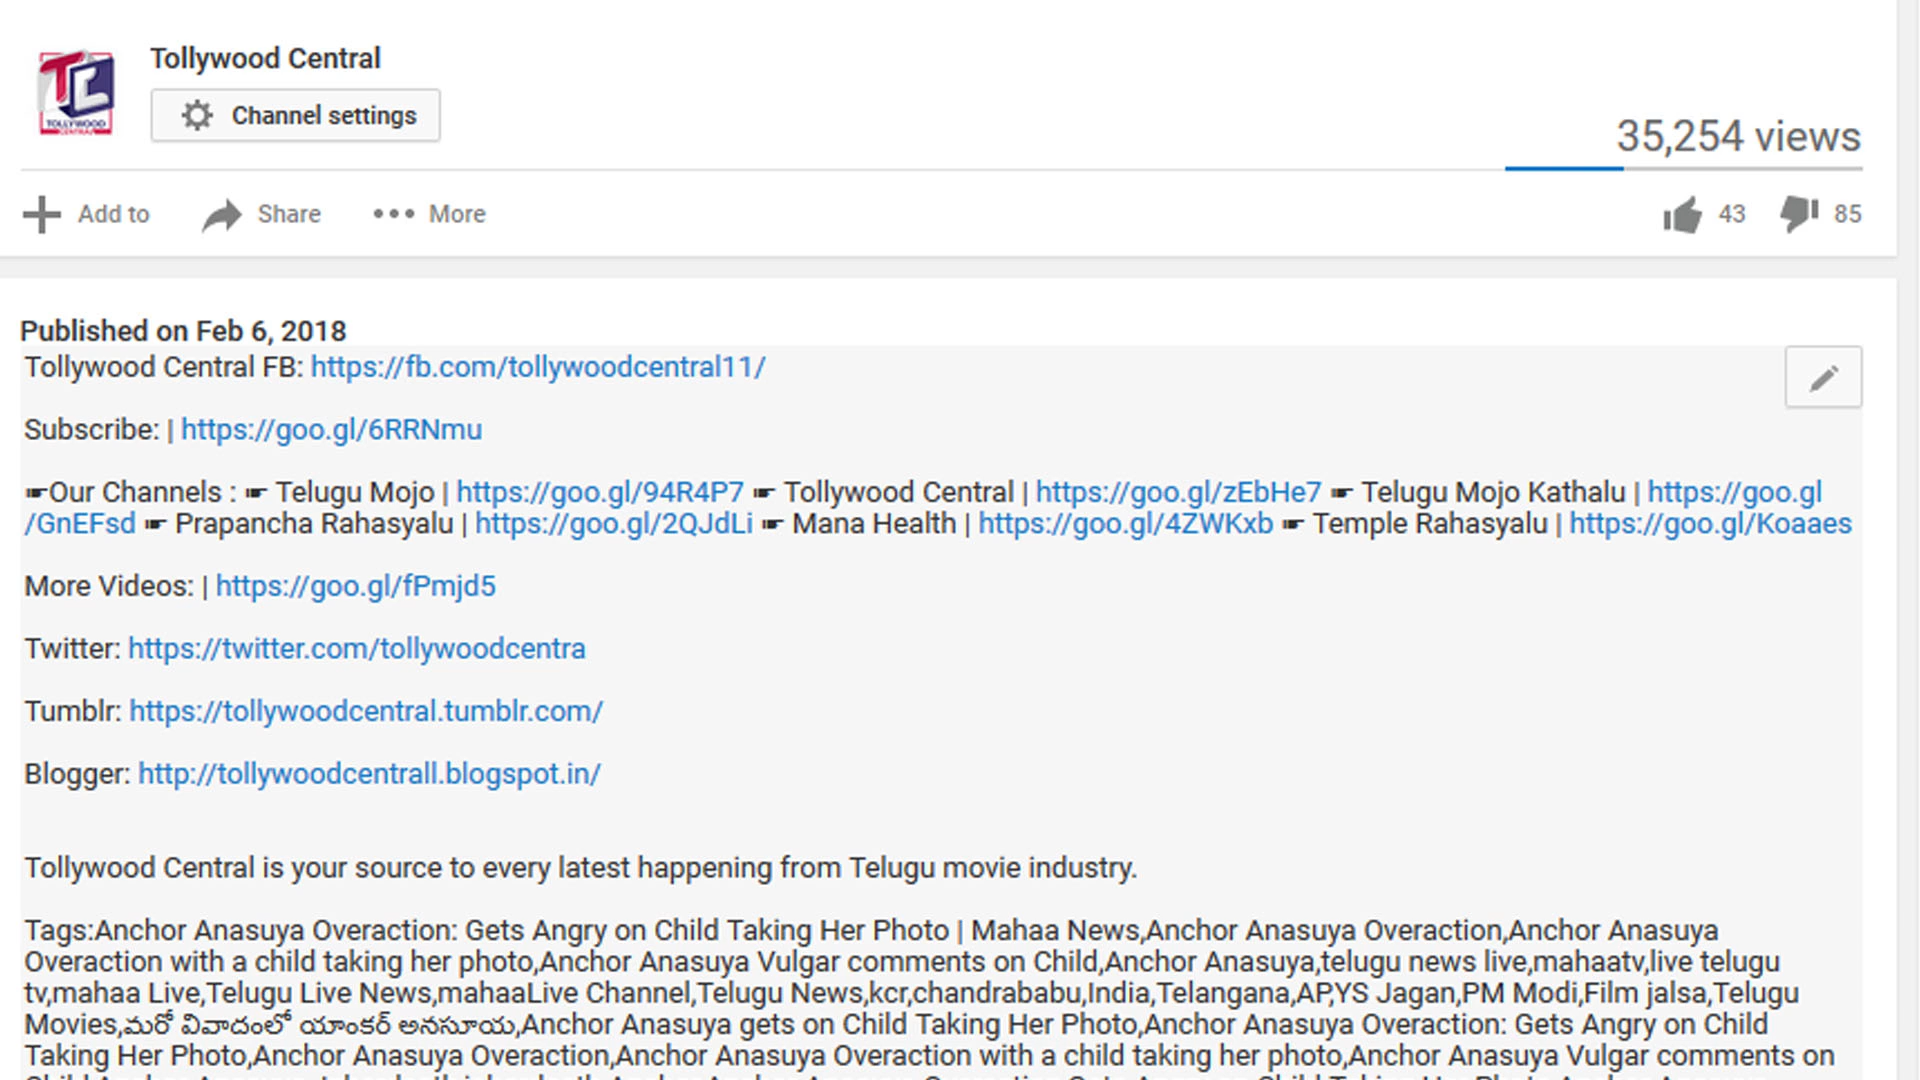 Tollywood Central
TOLLYWOOD
CENTRAL
Channel settings
35,254 views
Add to
Share
More
43
85
Published on Feb 6, 2018
Tollywood Central FB: https://fb.com/tollywoodcentral11/
Subscribe: | https://goo.gl/6RRNmu
☛Our Channels : ☛ Telugu Mojo | https://goo.gl/94R4P7 ☛ Tollywood Central | https://goo.gl/zEbHe7 ☛ Telugu Mojo Kathalu | https://goo.gl
/GnEFsd ☛ Prapancha Rahasyalu | https://goo.gl/2QJdLi ☛ Mana Health | https://goo.gl/4ZWKxb ☛ Temple Rahasyalu | https://goo.gl/Koaaes
More Videos: | https://goo.gl/fPmjd5
Twitter: https://twitter.com/tollywoodcentra
Tumblr: https://tollywoodcentral.tumblr.com/
Blogger: http://tollywoodcentrall.blogspot.in/
Tollywood Central is your source to every latest happening from Telugu movie industry.
Tags:Anchor Anasuya Overaction: Gets Angry on Child Taking Her Photo | Mahaa News,Anchor Anasuya Overaction,Anchor Anasuya
Overaction with a child taking her photo,Anchor Anasuya Vulgar comments on Child,Anchor Anasuya,telugu news live,mahaatv,live telugu
tv,mahaa Live,Telugu Live News,mahaaLive Channel,Telugu News,kcr,chandrababu,India,Telangana,AP,YS Jagan,PM Modi,Film jalsa,Telugu
Movies,మరో వివాదంలో యాంకర్ అనసూయ,Anchor Anasuya gets on Child Taking Her Photo,Anchor Anasuya Overaction: Gets Angry on Child
Taking Her Photo,Anchor Anasuya Overaction,Anchor Anasuya Overaction with a child taking her photo,Anchor Anasuya Vulgar comments on